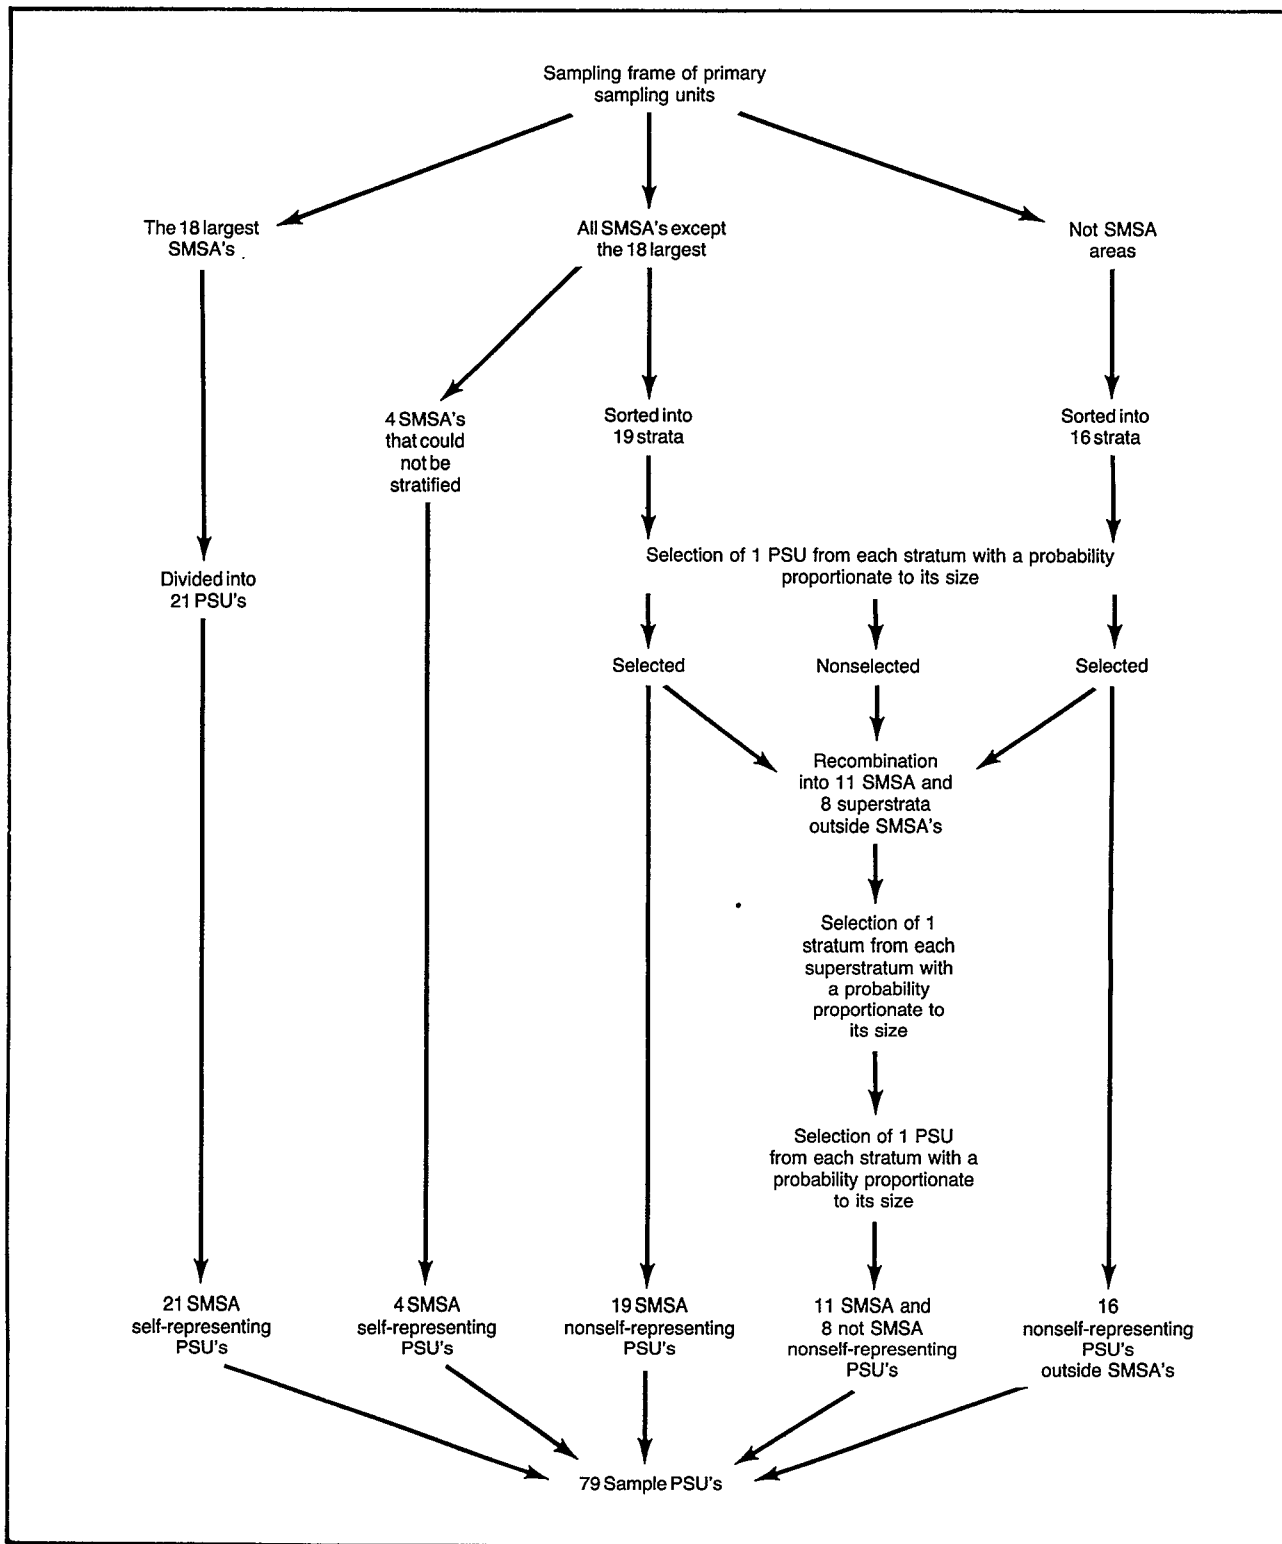 Sampling frame of primary
sampling units
The 18 largest
SMSA's
All SMSA's except
the 18 largest
Not SMSA
areas
4 SMSA's
that could
not be
stratified
Sorted into
19 strata
Sorted into
16 strata
Selection of 1 PSU from each stratum with a probability
proportionate to its size
Divided into
21 PSU's
Selected
Nonselected
Selected
Recombination
into 11 SMSA and
8 superstrata
outside SMSA's
Selection of 1
stratum from each
superstratum with
a probability
proportionate to
its size
Selection of 1 PSU
from each stratum with a
probability proportionate
to its size
21 SMSA
self-representing
PSU's
4 SMSA
self-representing
PSU's
19 SMSA
nonself-representing
PSU's
11 SMSA and
8 not SMSA
nonself-representing
PSU's
16
nonself-representing
PSU's
outside SMSA's
79 Sample PSU's